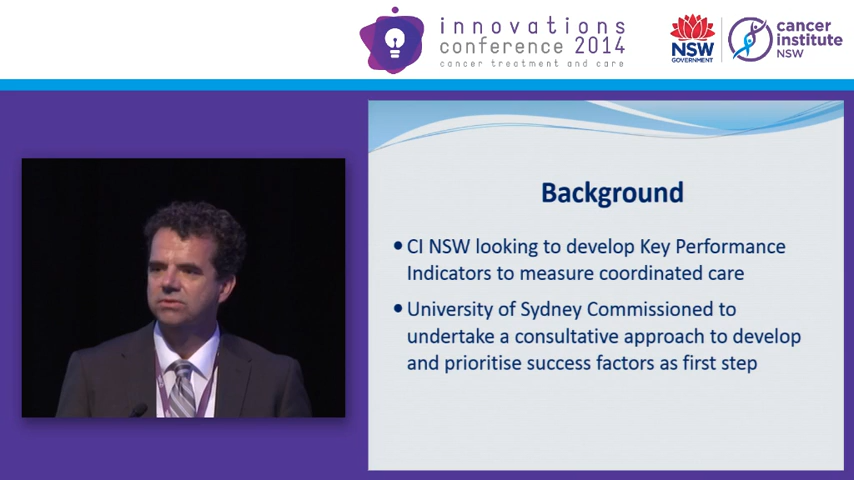 innovations
conference 2014
cancer treatment and care
NSW
GOVERNMENT
cancer
institute
NSW
Background
• CI NSW looking to develop Key Performance
Indicators to measure coordinated care
• University of Sydney Commissioned to
undertake a consultative approach to develop
and prioritise success factors as first step